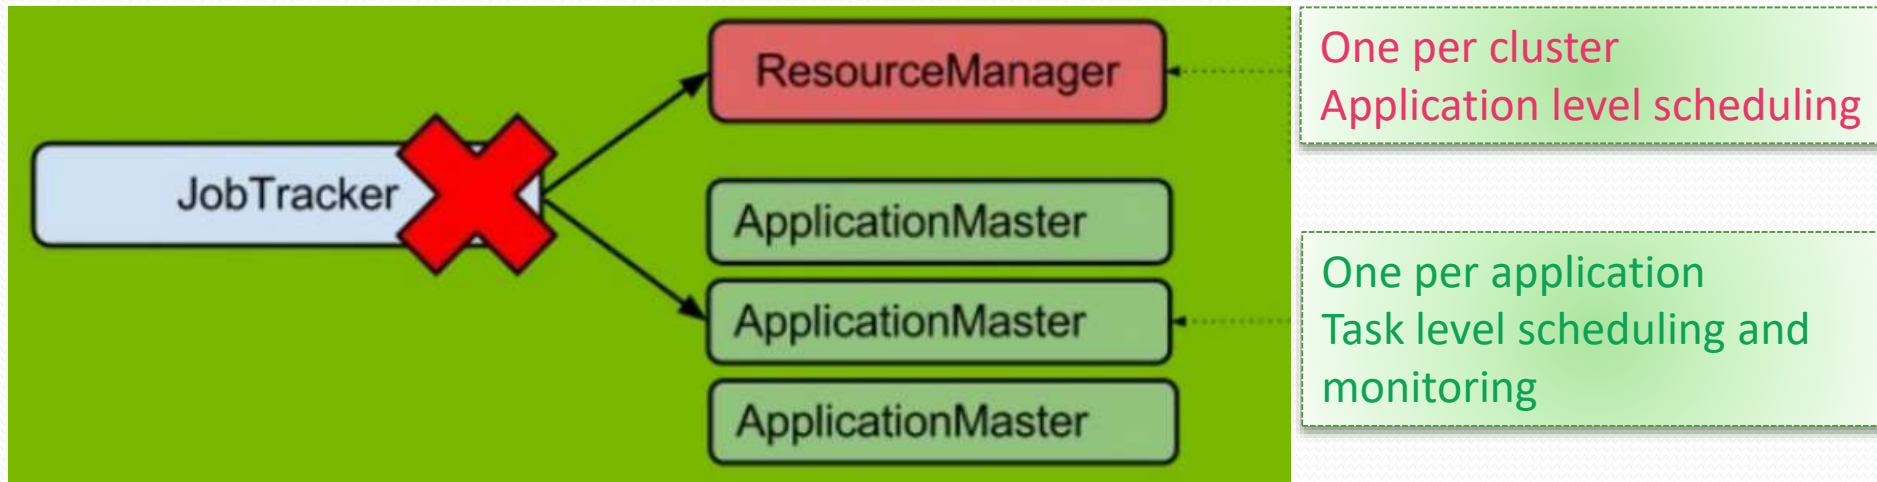 JobTracker
ResourceManager
ApplicationMaster
ApplicationMaster
ApplicationMaster
One per cluster
Application level scheduling
One per application
Task level scheduling and
monitoring